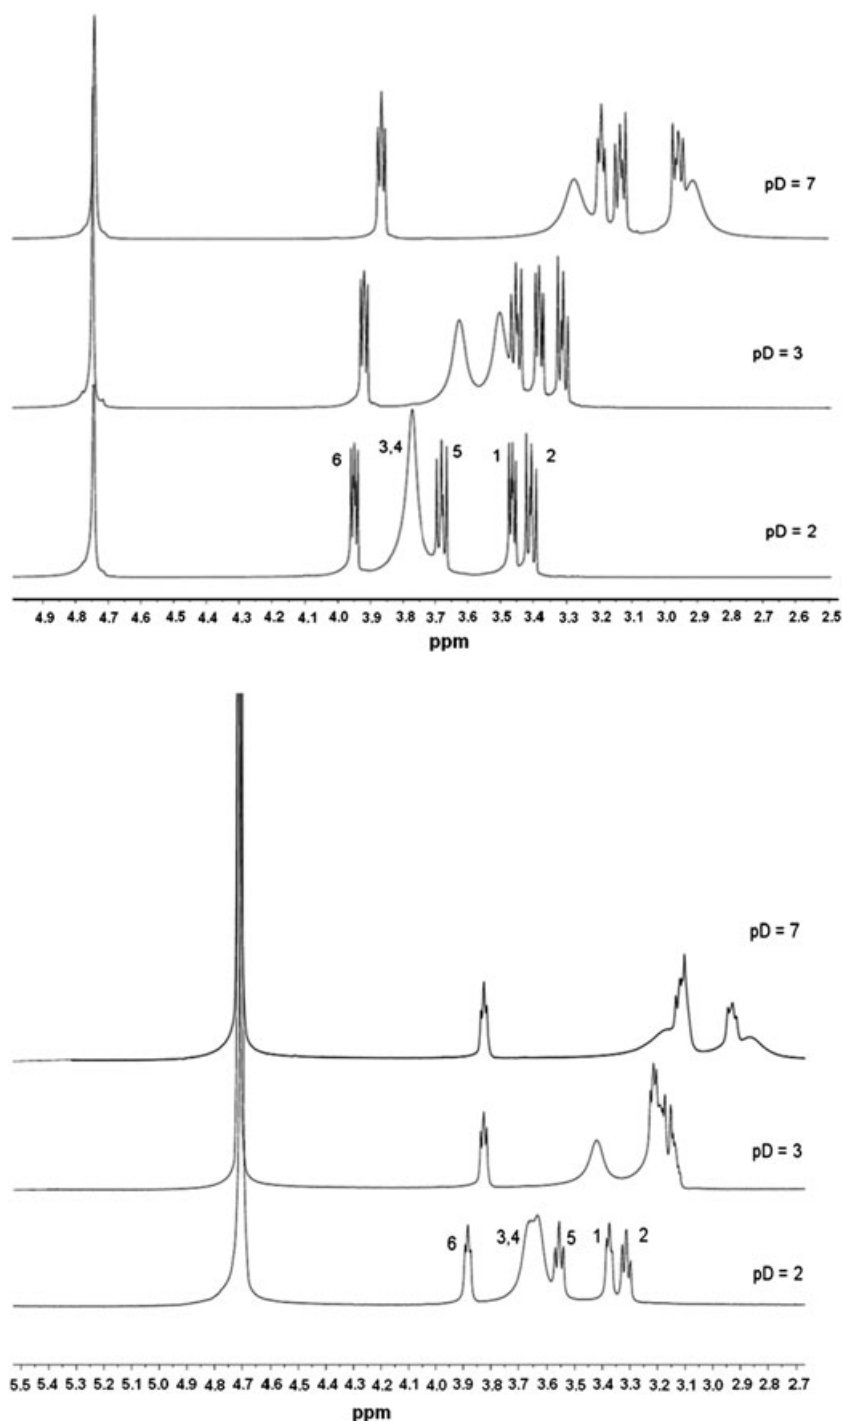 pD = 7
pD = 3
6 3,4 5 1 2
pD = 2
4.9 4.8 4.7 4.6 4.5 4.4 4.3 4.2 4.1 4.0 3.9 3.8 3.7 3.6 3.5 3.4 3.3 3.2 3.1 3.0 2.9 2.8 2.7 2.6 2.5
ppm
pD = 7
pD = 3
6 3,4 5 1 2
pD = 2
5.5 5.4 5.3 5.2 5.1 5.0 4.9 4.8 4.7 4.6 4.5 4.4 4.3 4.2 4.1 4.0 3.9 3.8 3.7 3.6 3.5 3.4 3.3 3.2 3.1 3.0 2.9 2.8 2.7
ppm